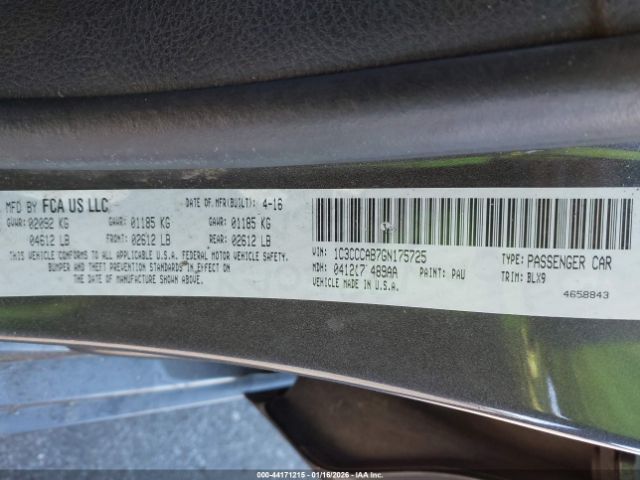 MFD BY FCA US LLC DATE OF MFR(BUILT): 4-16
GVWR: 02092 KG GAWR: 01185 KG GAWR: 01185 KG
04612 LB FRONT: 02612 LB REAR: 02612 LB
THIS VEHICLE CONFORMS TO ALL APPLICABLE U.S.A. FEDERAL MOTOR VEHICLE SAFETY,
BUMPER AND THEFT PREVENTION STANDARDS IN EFFECT ON
THE DATE OF MANUFACTURE SHOWN ABOVE.
VIN: 1C3CCCAB7GN175725 TYPE: PASSENGER CAR
MDH: 041217 489AA PAINT: PAU TRIM: BLX9
VEHICLE MADE IN U.S.A. 4658843
000-44171215 - 01/16/2026 - IAA Holdings, LLC